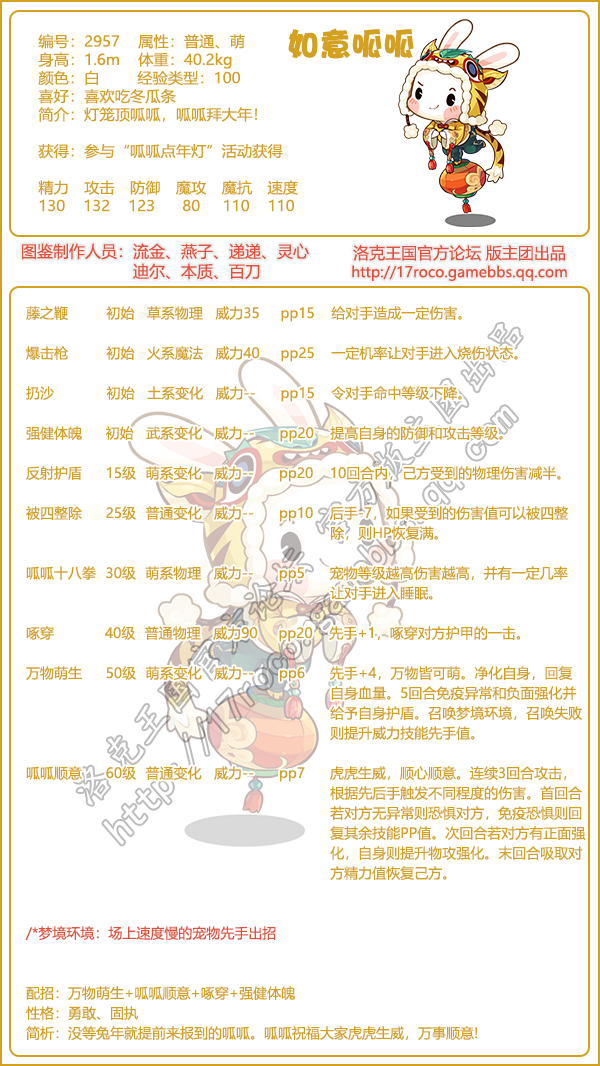 编号：2957 属性：普通、萌
身高：1.6m 体重：40.2kg
颜色：白 经验类型：100
喜好：喜欢吃冬瓜条
简介：灯笼顶呱呱，呱呱拜大年！
获得：参与“呱呱点年灯”活动获得
精力 攻击 防御 魔攻 魔抗 速度
130 132 123 80 110 110
如意呱呱
图鉴制作人员：流金、燕子、递递、灵心
迪尔、本质、百刀
洛克王国官方论坛 版主团出品
http://17roco.gamebbs.qq.com
藤之鞭 初始 草系物理 威力35 pp15 给对手造成一定伤害。
爆击枪 初始 火系魔法 威力40 pp25 一定机率让对手进入烧伤状态。
扔沙 初始 土系变化 威力-- pp15 令对手命中等级下降。
强健体魄 初始 武系变化 威力-- pp20 提高自身的防御和攻击等级。
反射护盾 15级 萌系变化 威力-- pp20 10回合内，己方受到的物理伤害减半。
被四整除 25级 普通变化 威力-- pp10 后手-7，如果受到的伤害值可以被四整
除，则HP恢复满。
呱呱十八拳 30级 萌系物理 威力-- pp5 宠物等级越高伤害越高，并有一定几率
让对手进入睡眠。
啄穿 40级 普通物理 威力90 pp20 先手+1，啄穿对方护甲的一击。
万物萌生 50级 萌系变化 威力-- pp6 先手+4，万物皆可萌。净化自身，回复
自身血量。5回合免疫异常和负面强化并
给予自身护盾。召唤梦境环境，召唤失败
则提升威力技能先手值。
呱呱顺意 60级 普通变化 威力-- pp7 虎虎生威，顺心顺意。连续3回合攻击，
根据先后手触发不同程度的伤害。首回合
若对方无异常则恐惧对方，免疫恐惧则回
复其余技能PP值。次回合若对方有正面强
化，自身则提升物攻强化。末回合吸取对
方精力值恢复己方。
洛克王国官方论坛 官方版主团出品
http://17roco.gamebbs.qq.com
/*梦境环境：场上速度慢的宠物先手出招
配招：万物萌生+呱呱顺意+啄穿+强健体魄
性格：勇敢、固执
简析：没等兔年就提前来报到的呱呱。呱呱祝福大家虎虎生威，万事顺意!